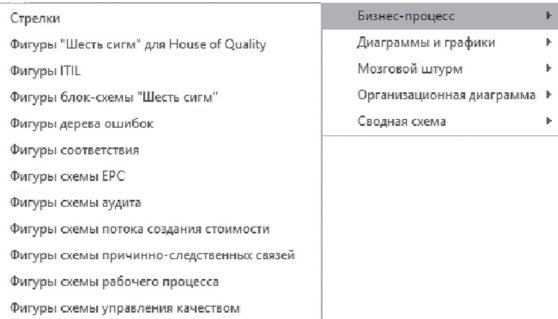 Стрелки
Фигуры "Шесть сигм" для House of Quality
Фигуры ITIL
Фигуры блок-схемы "Шесть сигм"
Фигуры дерева ошибок
Фигуры соответствия
Фигуры схемы EPC
Фигуры схемы аудита
Фигуры схемы потока создания стоимости
Фигуры схемы причинно-следственных связей
Фигуры схемы рабочего процесса
Фигуры схемы управления качеством
Бизнес-процесс
Диаграммы и графики
Мозговой штурм
Организационная диаграмма
Сводная схема